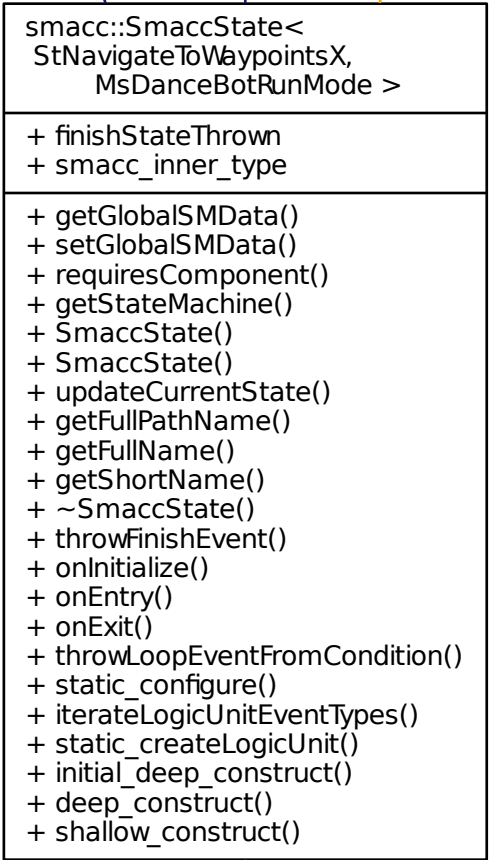 smacc::SmaccState<
StNavigateToWaypointsX,
MsDanceBotRunMode >
+ finishStateThrown
+ smacc_inner_type
+ getGlobalSMData()
+ setGlobalSMData()
+ requiresComponent()
+ getStateMachine()
+ SmaccState()
+ SmaccState()
+ updateCurrentState()
+ getFullPathName()
+ getFullName()
+ getShortName()
+ ~SmaccState()
+ throwFinishEvent()
+ onInitialize()
+ onEntry()
+ onExit()
+ throwLoopEventFromCondition()
+ static_configure()
+ iterateLogicUnitEventTypes()
+ static_createLogicUnit()
+ initial_deep_construct()
+ deep_construct()
+ shallow_construct()